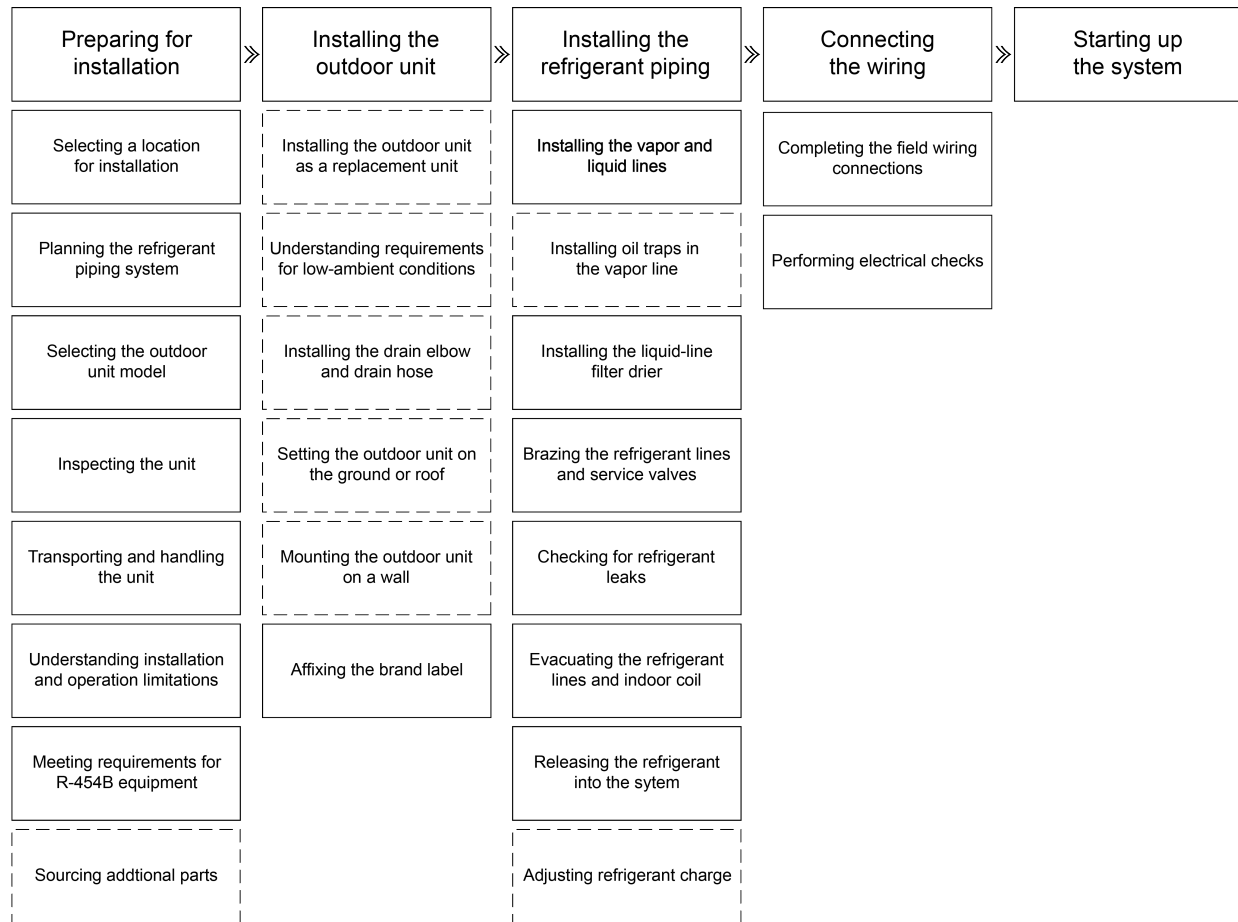 Preparing for
installation
Installing the
outdoor unit
Installing the
refrigerant piping
Connecting
the wiring
Starting up
the system
Selecting a location
for installation
Planning the refrigerant
piping system
Selecting the outdoor
unit model
Inspecting the unit
Transporting and handling
the unit
Understanding installation
and operation limitations
Meeting requirements for
R-454B equipment
Sourcing addtional parts
Installing the outdoor unit
as a replacement unit
Understanding requirements
for low-ambient conditions
Installing the drain elbow
and drain hose
Setting the outdoor unit on
the ground or roof
Mounting the outdoor unit
on a wall
Affixing the brand label
Installing the vapor and
liquid lines
Installing oil traps in
the vapor line
Installing the liquid-line
filter drier
Brazing the refrigerant lines
and service valves
Checking for refrigerant
leaks
Evacuating the refrigerant
lines and indoor coil
Releasing the refrigerant
into the sytem
Adjusting refrigerant charge
Completing the field wiring
connections
Performing electrical checks